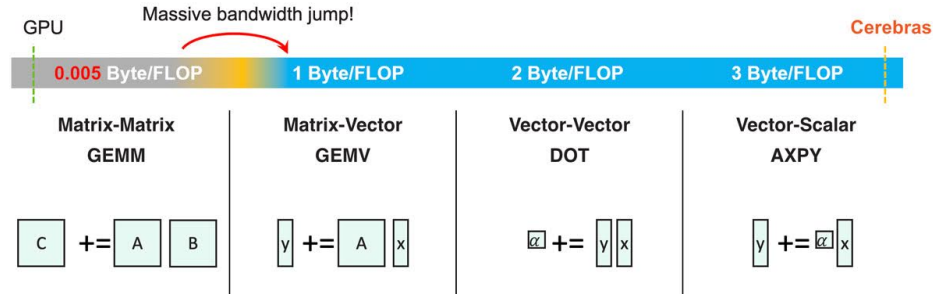 Massive bandwidth jump!
GPU
Cerebras
0.005 Byte/FLOP
1 Byte/FLOP
2 Byte/FLOP
3 Byte/FLOP
Matrix-Matrix
GEMM
Matrix-Vector
GEMV
Vector-Vector
DOT
Vector-Scalar
AXPY
C += A B
y += A x
α += y x
y += α x